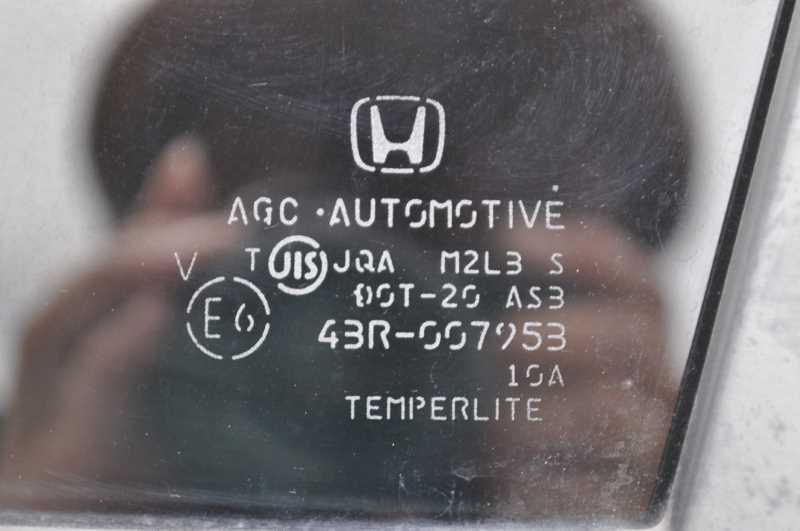 AGC · AUTOMOTIVE
V T JIS JQA M2L3 S
DOT-20 AS3
E6 43R-007953
10A
TEMPERLITE